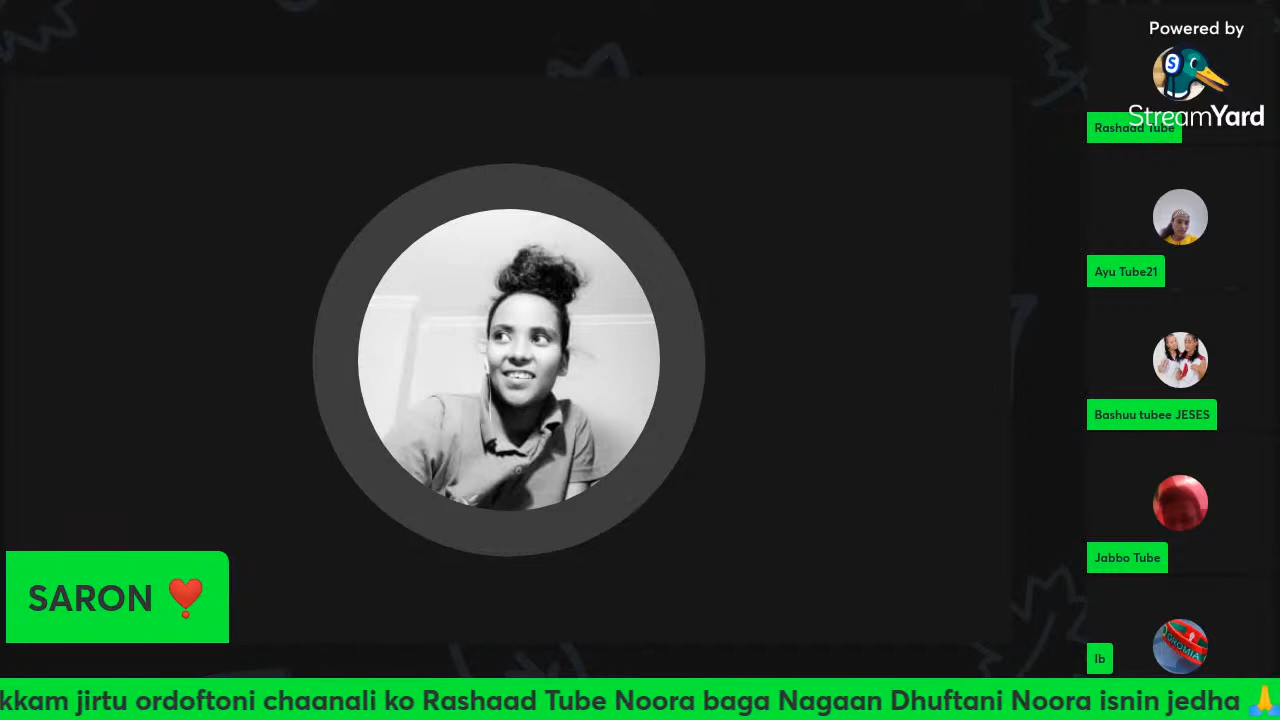 Powered by
StreamYard
Rashaad Tube
Ayu Tube21
Bashuu tubee JESES
Jabbo Tube
OROMIA
Ib
SARON ❣️
kkam jirtu ordoftoni chaanali ko Rashaad Tube Noora baga Nagaan Dhuftani Noora isnin jedha 🙏